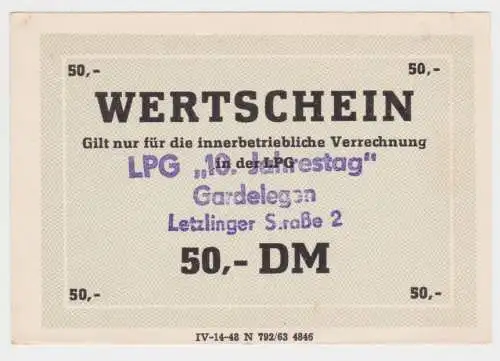 50,- 50,-
WERTSCHEIN
Gilt nur für die innerbetriebliche Verrechnung
in der LPG
LPG „10. Jahrestag"
Gardelegen
Letzlinger S.raße 2
50,- DM
50,- 50,-
IV-14-48 N 792/63 4846